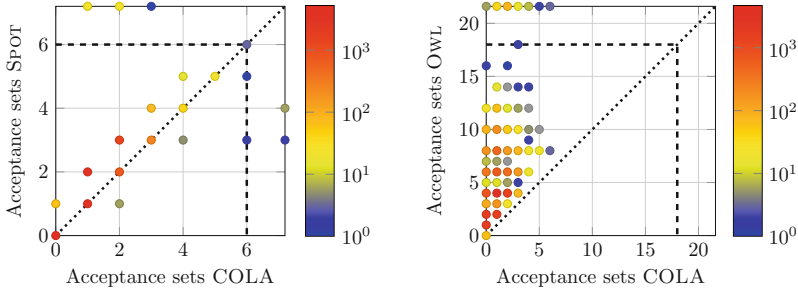 6
4
2
0
0 2 4 6
Acceptance sets SPOT
Acceptance sets COLA
10^3
10^2
10^1
10^0
20
15
10
5
0
0 5 10 15 20
Acceptance sets OWL
Acceptance sets COLA
10^3
10^2
10^1
10^0